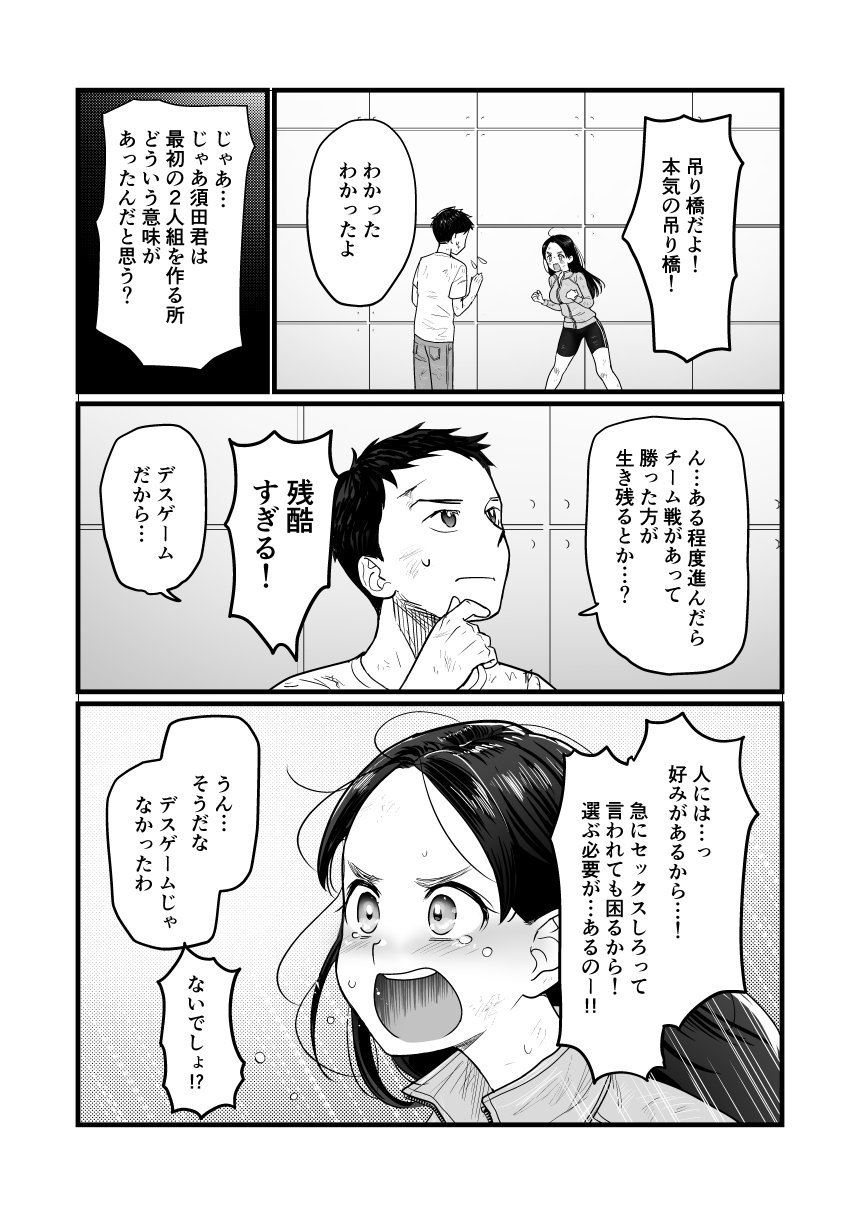 吊り橋だよ！
本気の吊り橋！
わかった
わかったよ
じゃあ…
じゃあ須田君は
最初の２人組を作る所
どういう意味が
あったんだと思う？
ん…ある程度進んだら
チーム戦があって
勝った方が
生き残るとか…？
残酷
すぎる！
デスゲーム
だから…
人には…っ
好みがあるから…！
急にセックスしろって
言われても困るから！
選ぶ必要が…あるのー!!
うん…
そうだな
デスゲームじゃ
なかったわ
ないでしょ!?